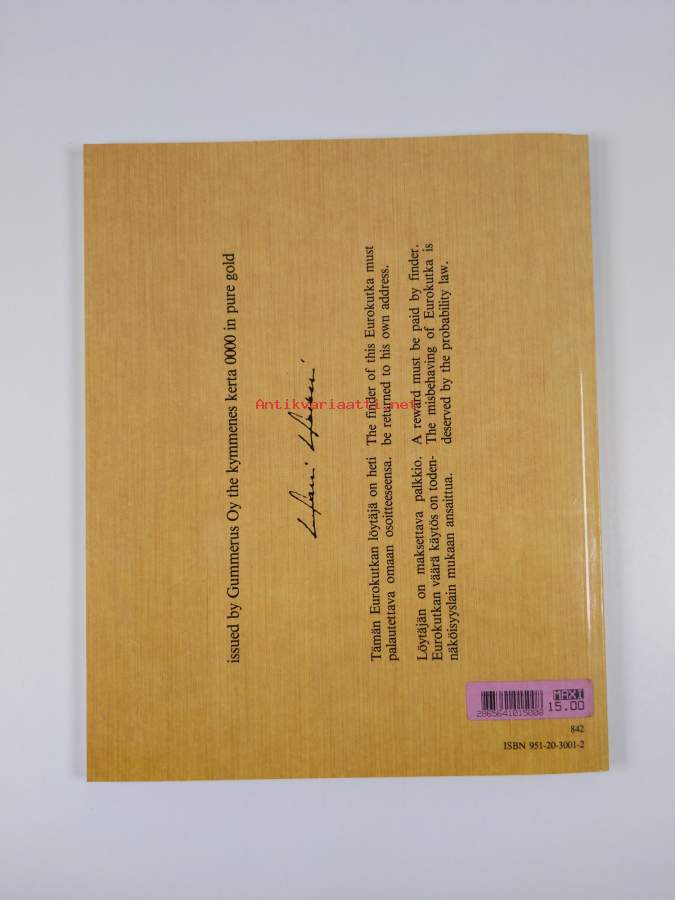 issued by Gummerus Oy the kymmenes kerta 0000 in pure gold
Antikvariaatti.net
Tämän Eurokutkan löytäjä on heti
palautettava omaan osoitteeseensa.
The finder of this Eurokutka must
be returned to his own address.
Löytäjän on maksettava palkkio.
Eurokutkan väärä käytös on toden-
näköisyyslain mukaan ansaittua.
A reward must be paid by finder.
The misbehaving of Eurokutka is
deserved by the probability law.
MAXI
15.00
2865641015000
842
ISBN 951-20-3001-2